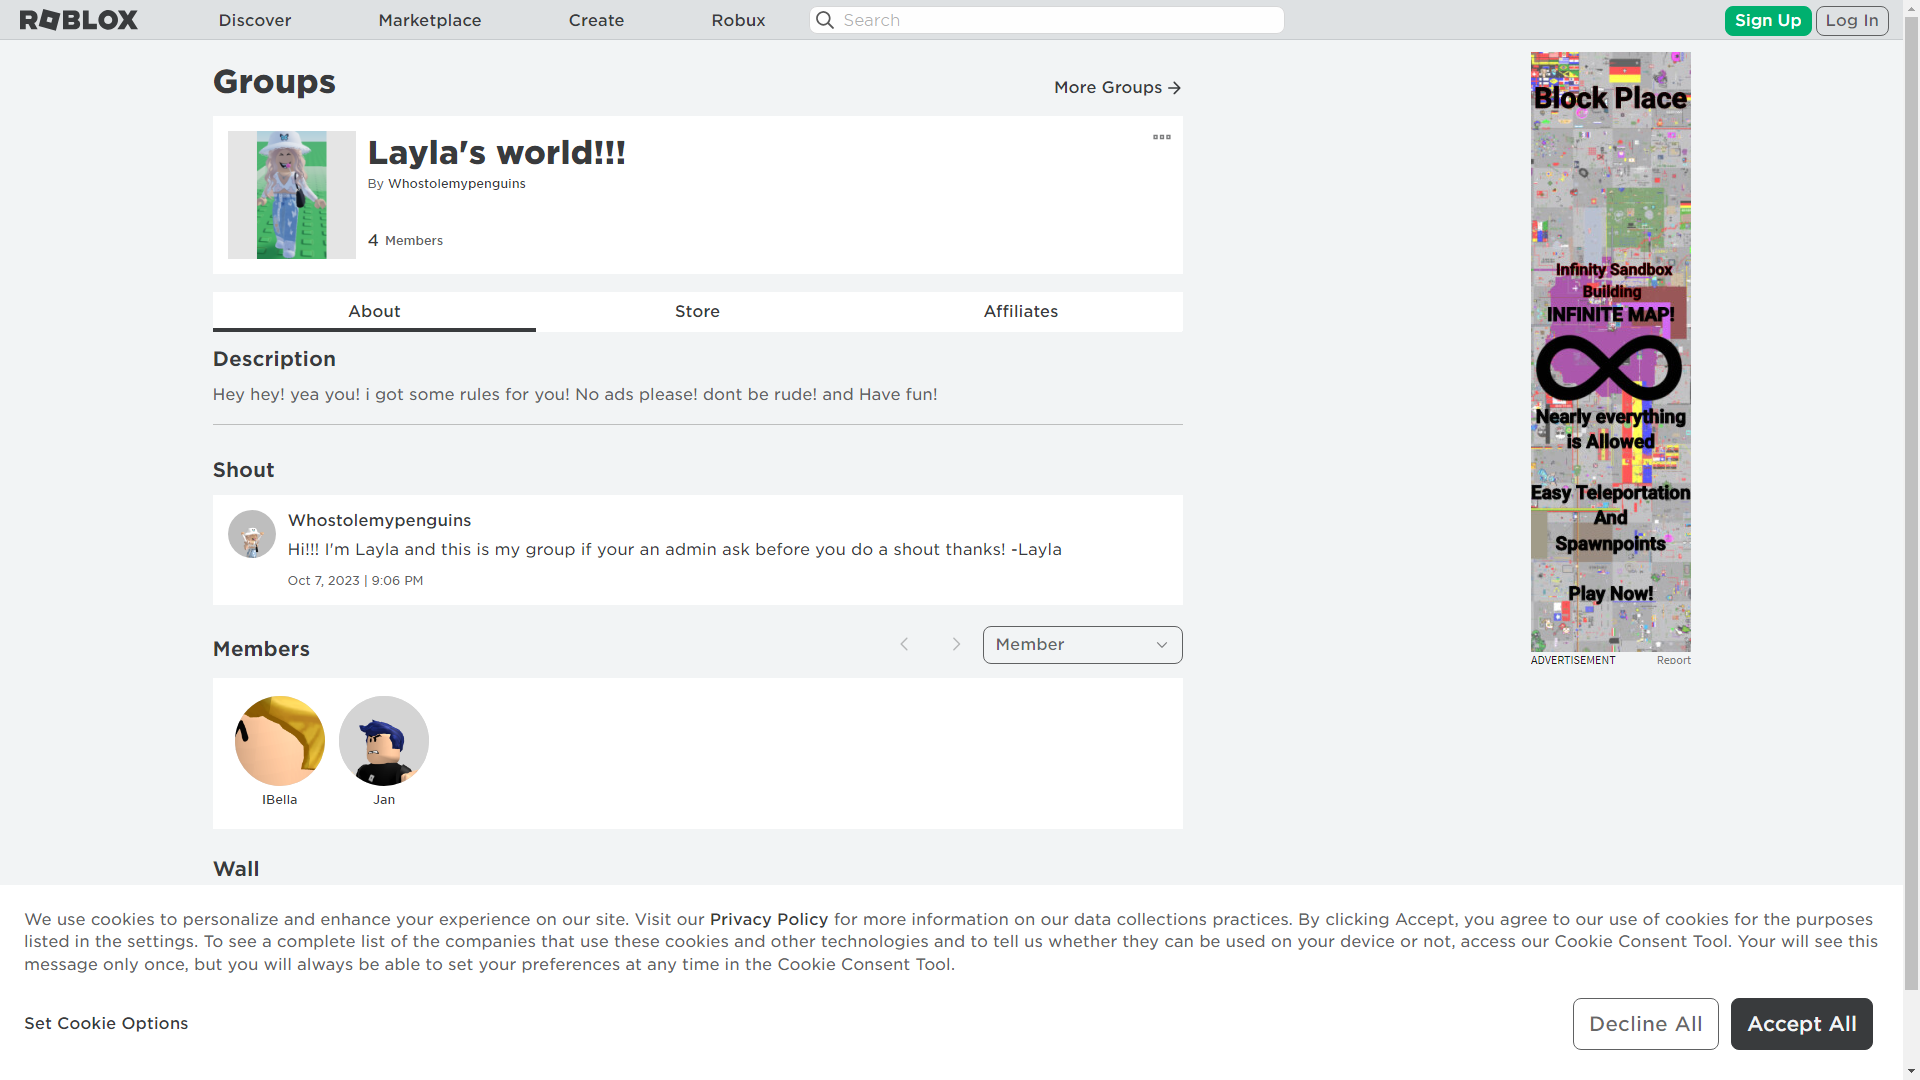 ROBLOX
Discover
Marketplace
Create
Robux
Search
Sign Up
Log In
Groups
More Groups
Layla's world!!!
By Whostolemypenguins
4 Members
About
Store
Affiliates
Description
Hey hey! yea you! i got some rules for you! No ads please! dont be rude! and Have fun!
Shout
Whostolemypenguins
Hi!!! I'm Layla and this is my group if your an admin ask before you do a shout thanks! -Layla
Oct 7, 2023 | 9:06 PM
Members
Member
IBella
Jan
Wall
Block Place
Infinity Sandbox
Building
INFINITE MAP!
Nearly everything
is Allowed
Easy Teleportation
And
Spawnpoints
Play Now!
ADVERTISEMENT
Report
We use cookies to personalize and enhance your experience on our site. Visit our Privacy Policy for more information on our data collections practices. By clicking Accept, you agree to our use of cookies for the purposes
listed in the settings. To see a complete list of the companies that use these cookies and other technologies and to tell us whether they can be used on your device or not, access our Cookie Consent Tool. Your will see this
message only once, but you will always be able to set your preferences at any time in the Cookie Consent Tool.
Set Cookie Options
Decline All
Accept All